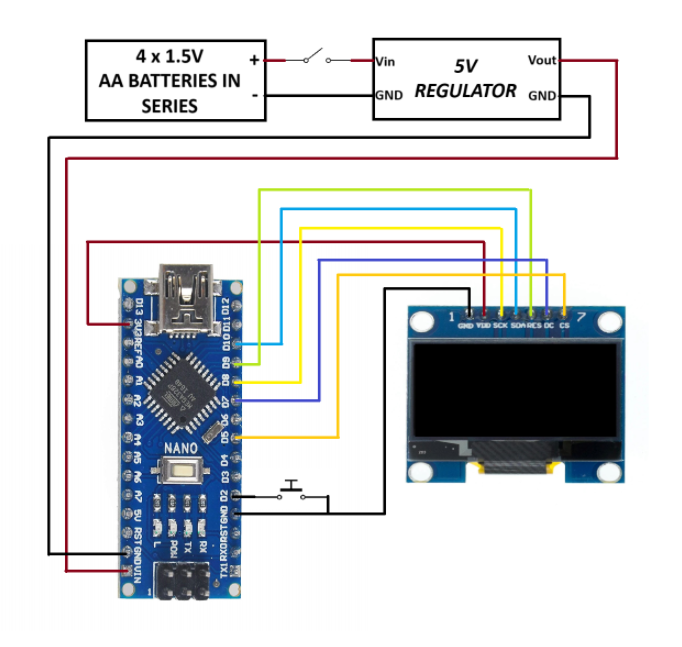 4 x 1.5V
AA BATTERIES IN
SERIES
+
-
Vin
GND
5V
REGULATOR
Vout
GND
D13
3V3
REF
A0
A1
A2
A3
A4
A5
A6
A7
5V
RST
GND
VIN
D12
D11
D10
D9
D8
D7
D6
D5
D4
D3
D2
GND
RST
RX0
TX1
NANO
L
POW
TX
RX
1
1
GND VDD SCK SDA RES DC CS
7